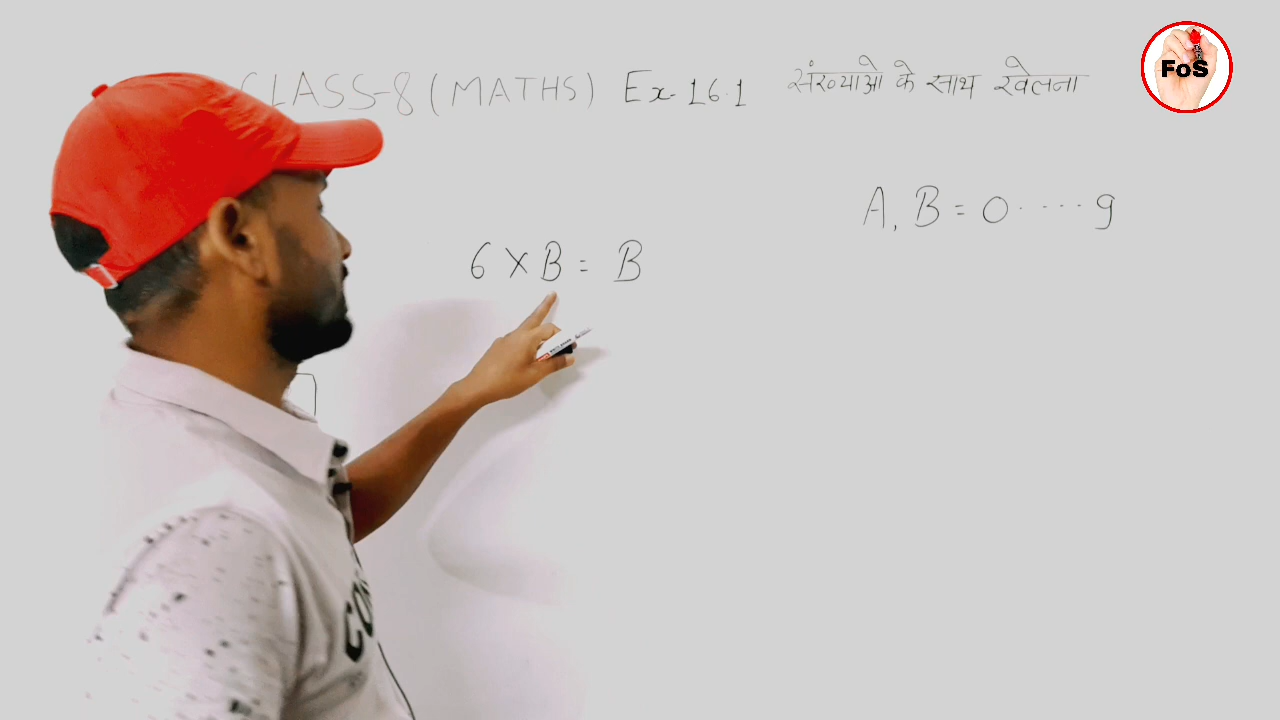 CLASS-8 (MATHS) Ex-16.1 संख्याओ के साथ खेलना
FoS
A, B = 0 ..... 9
6 × B = B